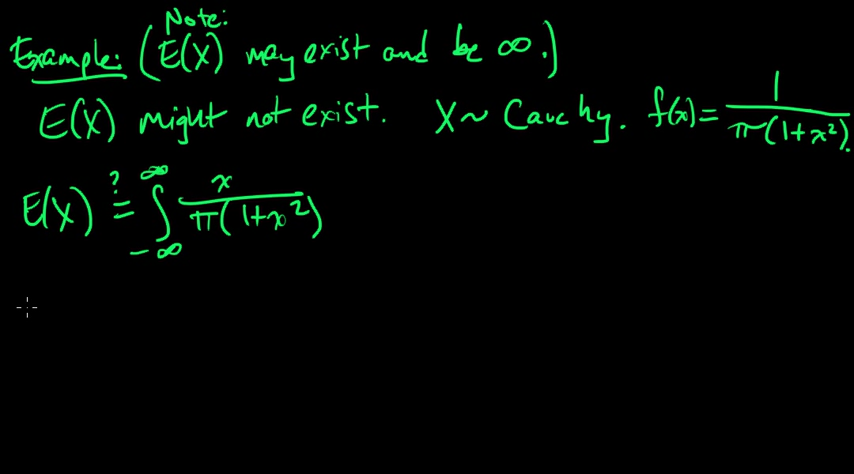 Note:
Example: (E(X) may exist and be ∞.)
E(X) might not exist. X ~ Cauchy. f(x) = 1/(π(1+x²)).
E(X) ≟ ∫_{-∞}^{∞} x/(π(1+x²))